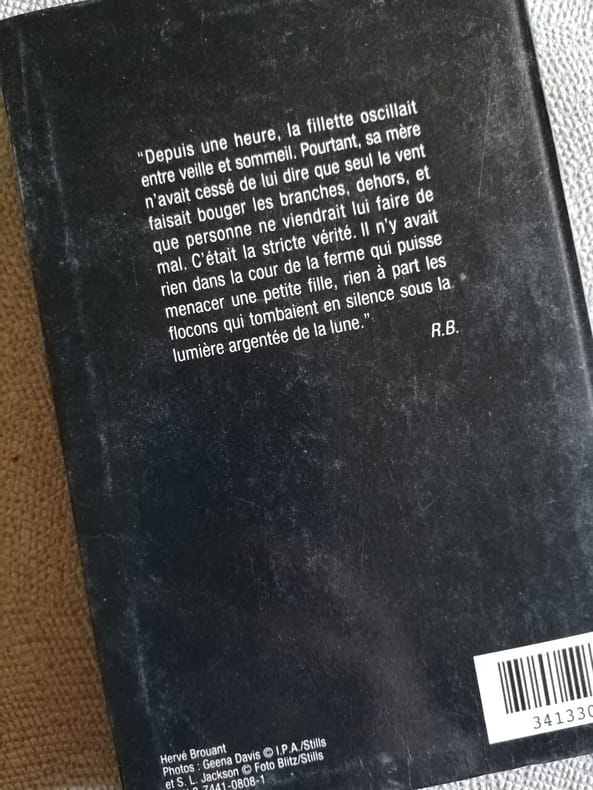 “Depuis une heure, la fillette oscillait
entre veille et sommeil. Pourtant, sa mère
n'avait cessé de lui dire que seul le vent
faisait bouger les branches, dehors, et
que personne ne viendrait lui faire de
mal. C'était la stricte vérité. Il n'y avait
rien dans la cour de la ferme qui puisse
menacer une petite fille, rien à part les
flocons qui tombaient en silence sous la
lumière argentée de la lune.”
R.B.
341330
Hervé Brouant
Photos : Geena Davis © I.P.A./Stills
et S. L. Jackson © Foto Blitz/Stills
7441-0808-1